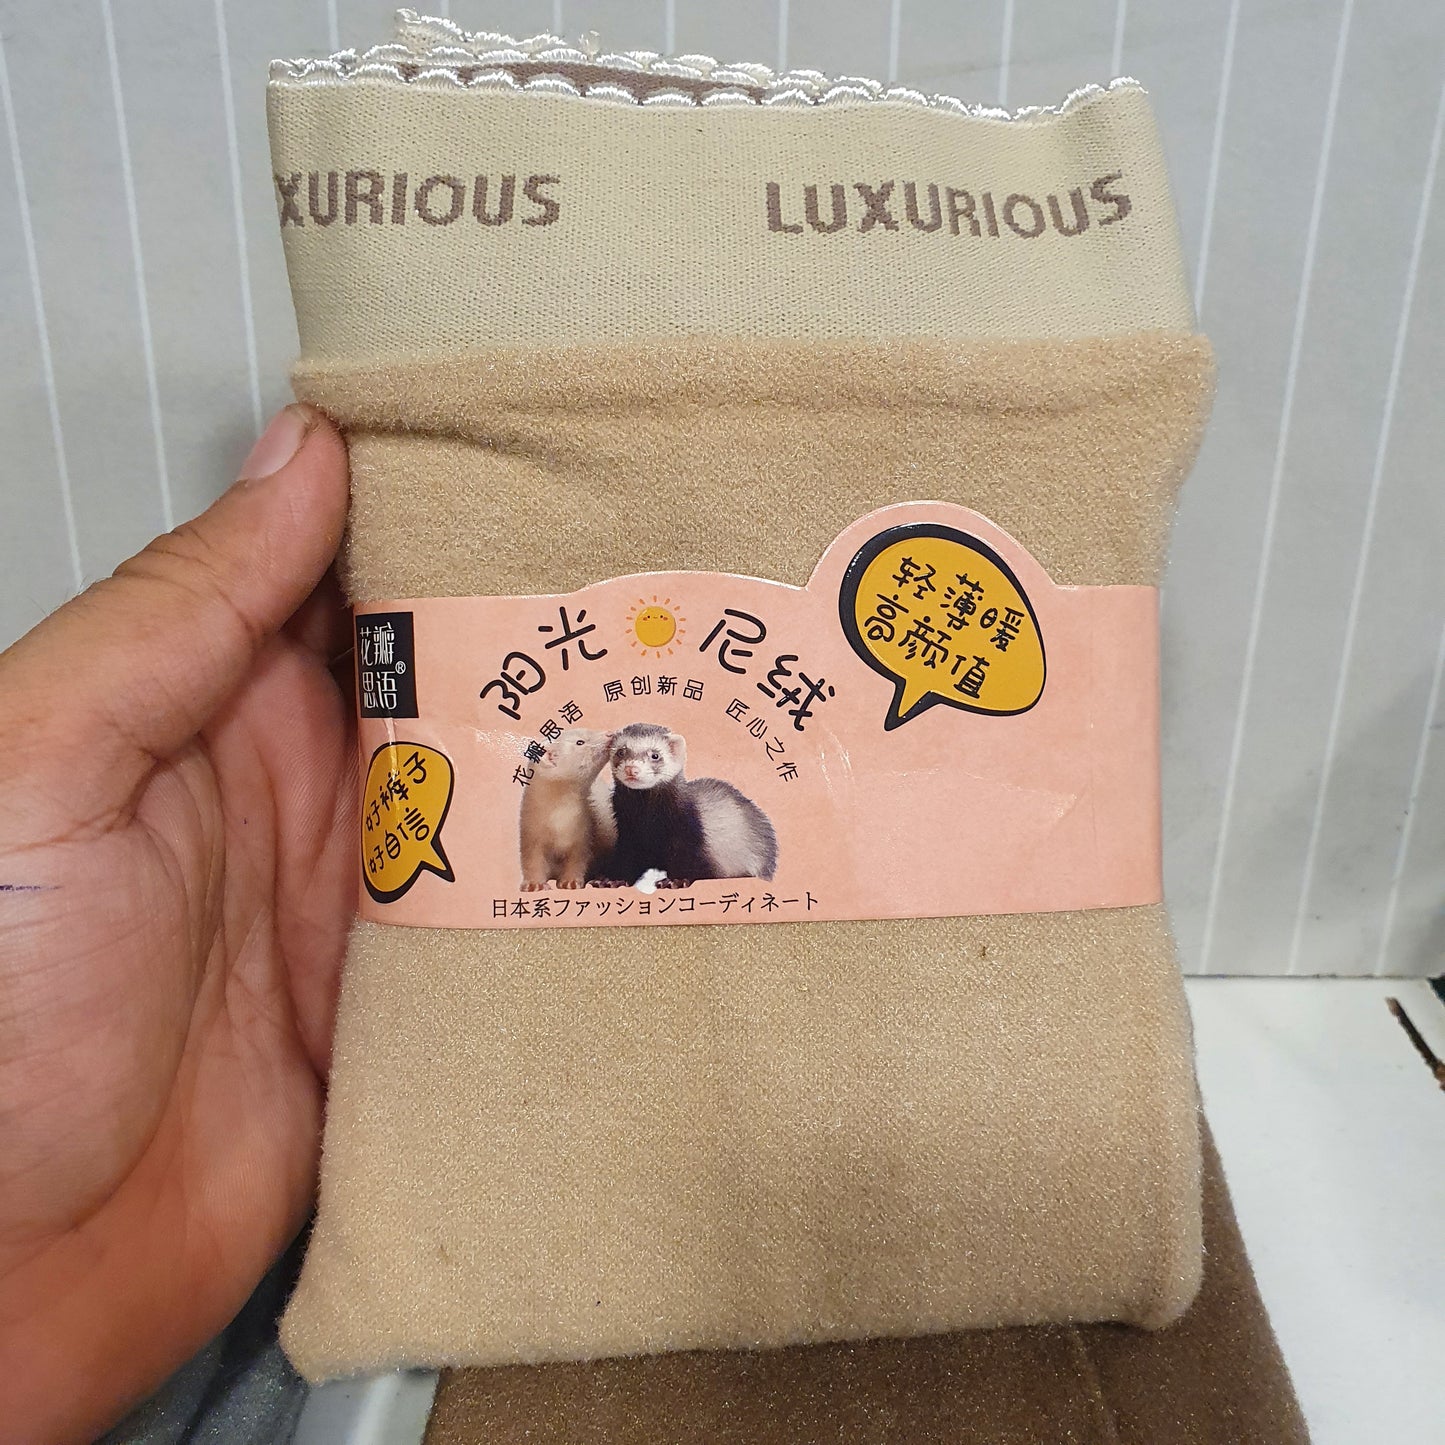 XURIOUS
LUXURIOUS
花瓣
思语®
阳光 尼绒
花瓣思语 原创新品 匠心之作
轻薄暖
高颜值
好裤子
好自信
日本系ファッションコーディネート